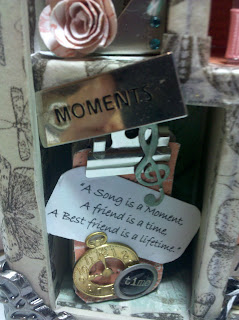 MOMENTS
"A Song is a Moment
A friend is a time
A Best friend is a lifetime."
time